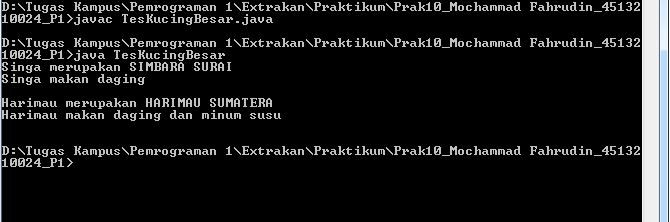 D:\Tugas Kampus\Pemrograman 1\Extrakan\Praktikum\Prak10_Mochammad Fahrudin_45132
10024_P1>javac TesKucingBesar.java
D:\Tugas Kampus\Pemrograman 1\Extrakan\Praktikum\Prak10_Mochammad Fahrudin_45132
10024_P1>java TesKucingBesar
Singa merupakan SIMBARA SURAI
Singa makan daging
Harimau merupakan HARIMAU SUMATERA
Harimau makan daging dan minum susu
D:\Tugas Kampus\Pemrograman 1\Extrakan\Praktikum\Prak10_Mochammad Fahrudin_45132
10024_P1>